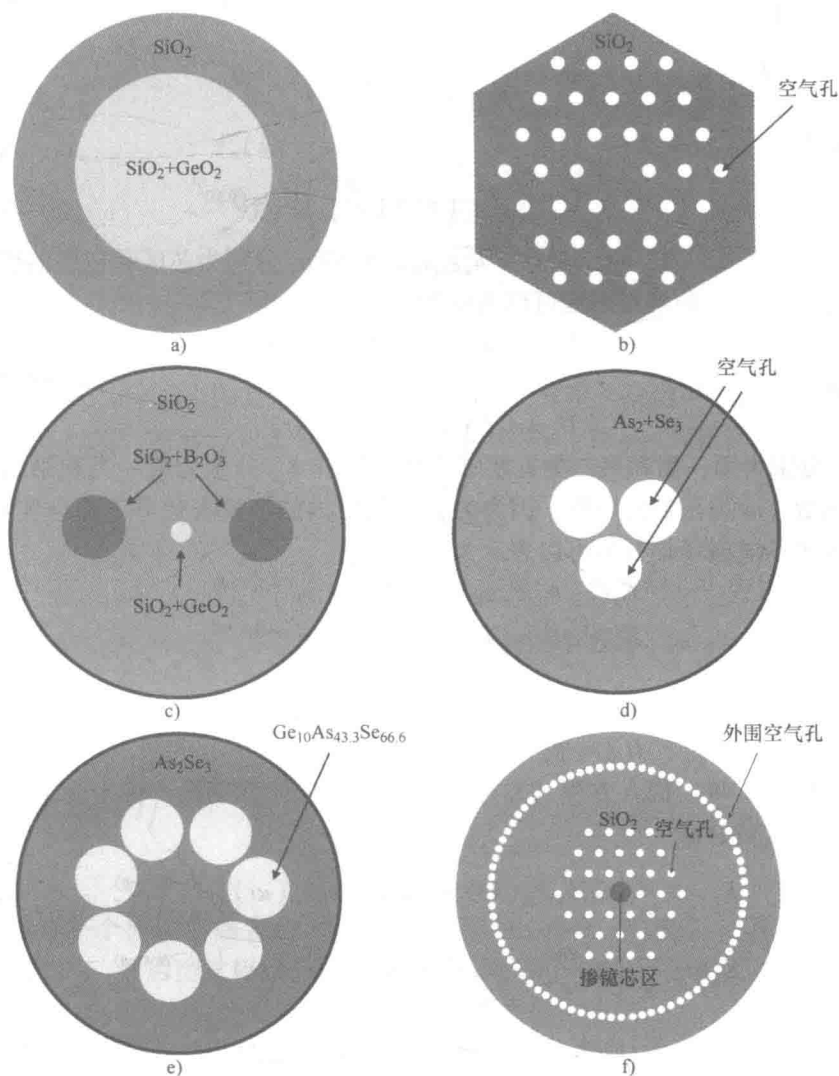 SiO₂
SiO₂+GeO₂
a)
SiO₂
空气孔
b)
SiO₂
SiO₂+B₂O₃
SiO₂+GeO₂
c)
空气孔
As₂+Se₃
d)
Ge₁₀As₄₃.₃Se₆₆.₆
As₂Se₃
e)
外围空气孔
SiO₂
空气孔
掺镱芯区
f)